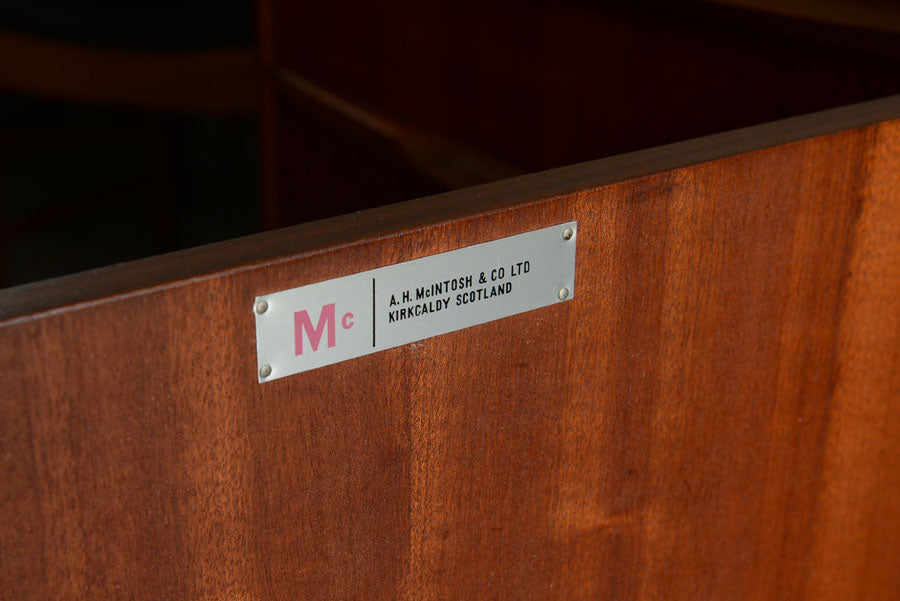 Mc
A. H. McINTOSH & CO LTD
KIRKCALDY SCOTLAND